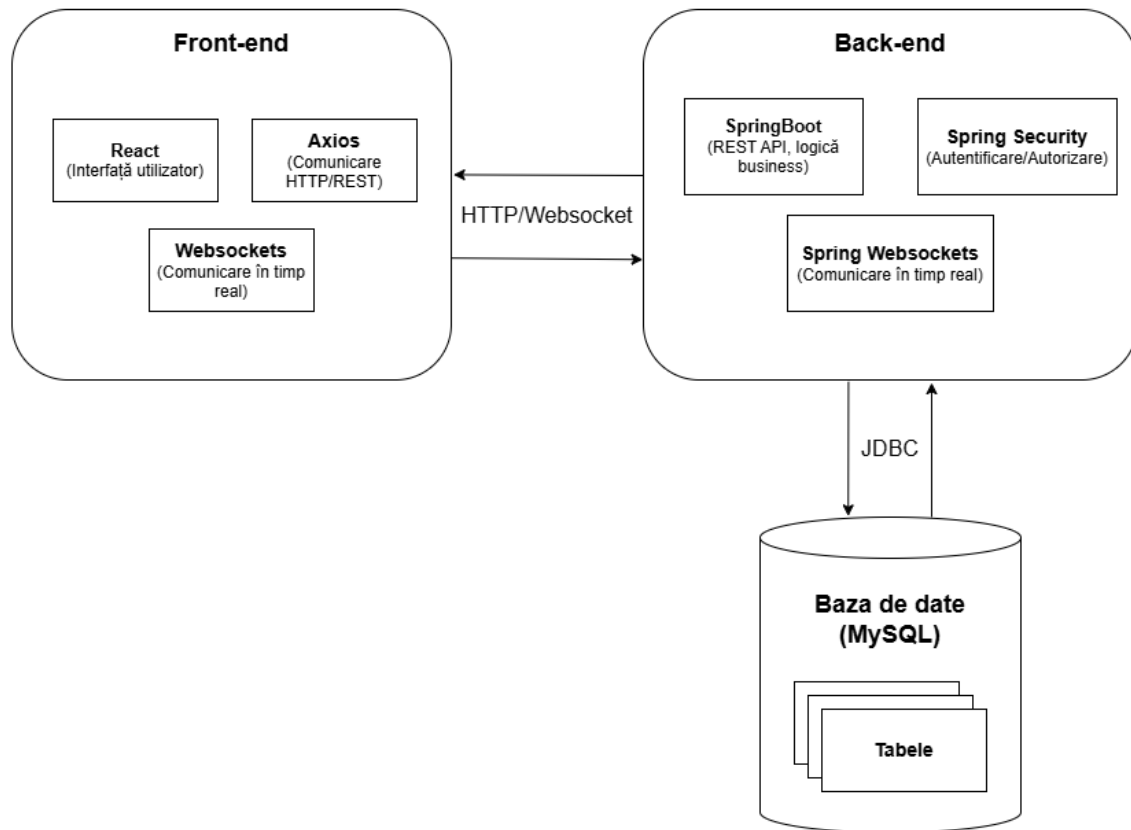 Front-end
React
(Interfață utilizator)
Axios
(Comunicare
HTTP/REST)
Websockets
(Comunicare în timp
real)
HTTP/Websocket
Back-end
SpringBoot
(REST API, logică
business)
Spring Security
(Autentificare/Autorizare)
Spring Websockets
(Comunicare în timp real)
JDBC
Baza de date
(MySQL)
Tabele